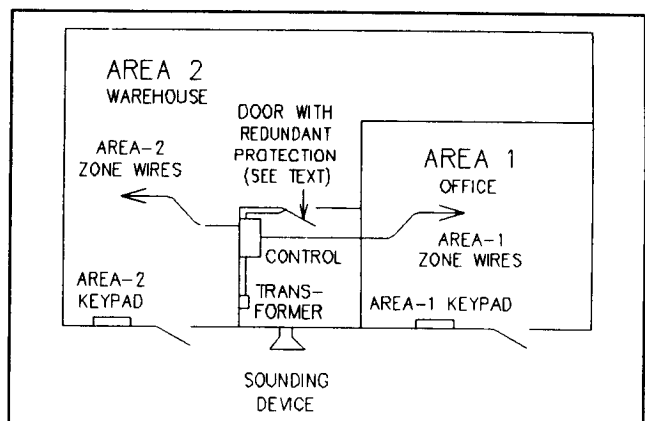 AREA 2
WAREHOUSE
DOOR WITH
REDUNDANT
PROTECTION
(SEE TEXT)
AREA-2
ZONE WIRES
AREA 1
OFFICE
AREA-1
ZONE WIRES
CONTROL
AREA-2
KEYPAD
TRANS-
FORMER
AREA-1 KEYPAD
SOUNDING
DEVICE